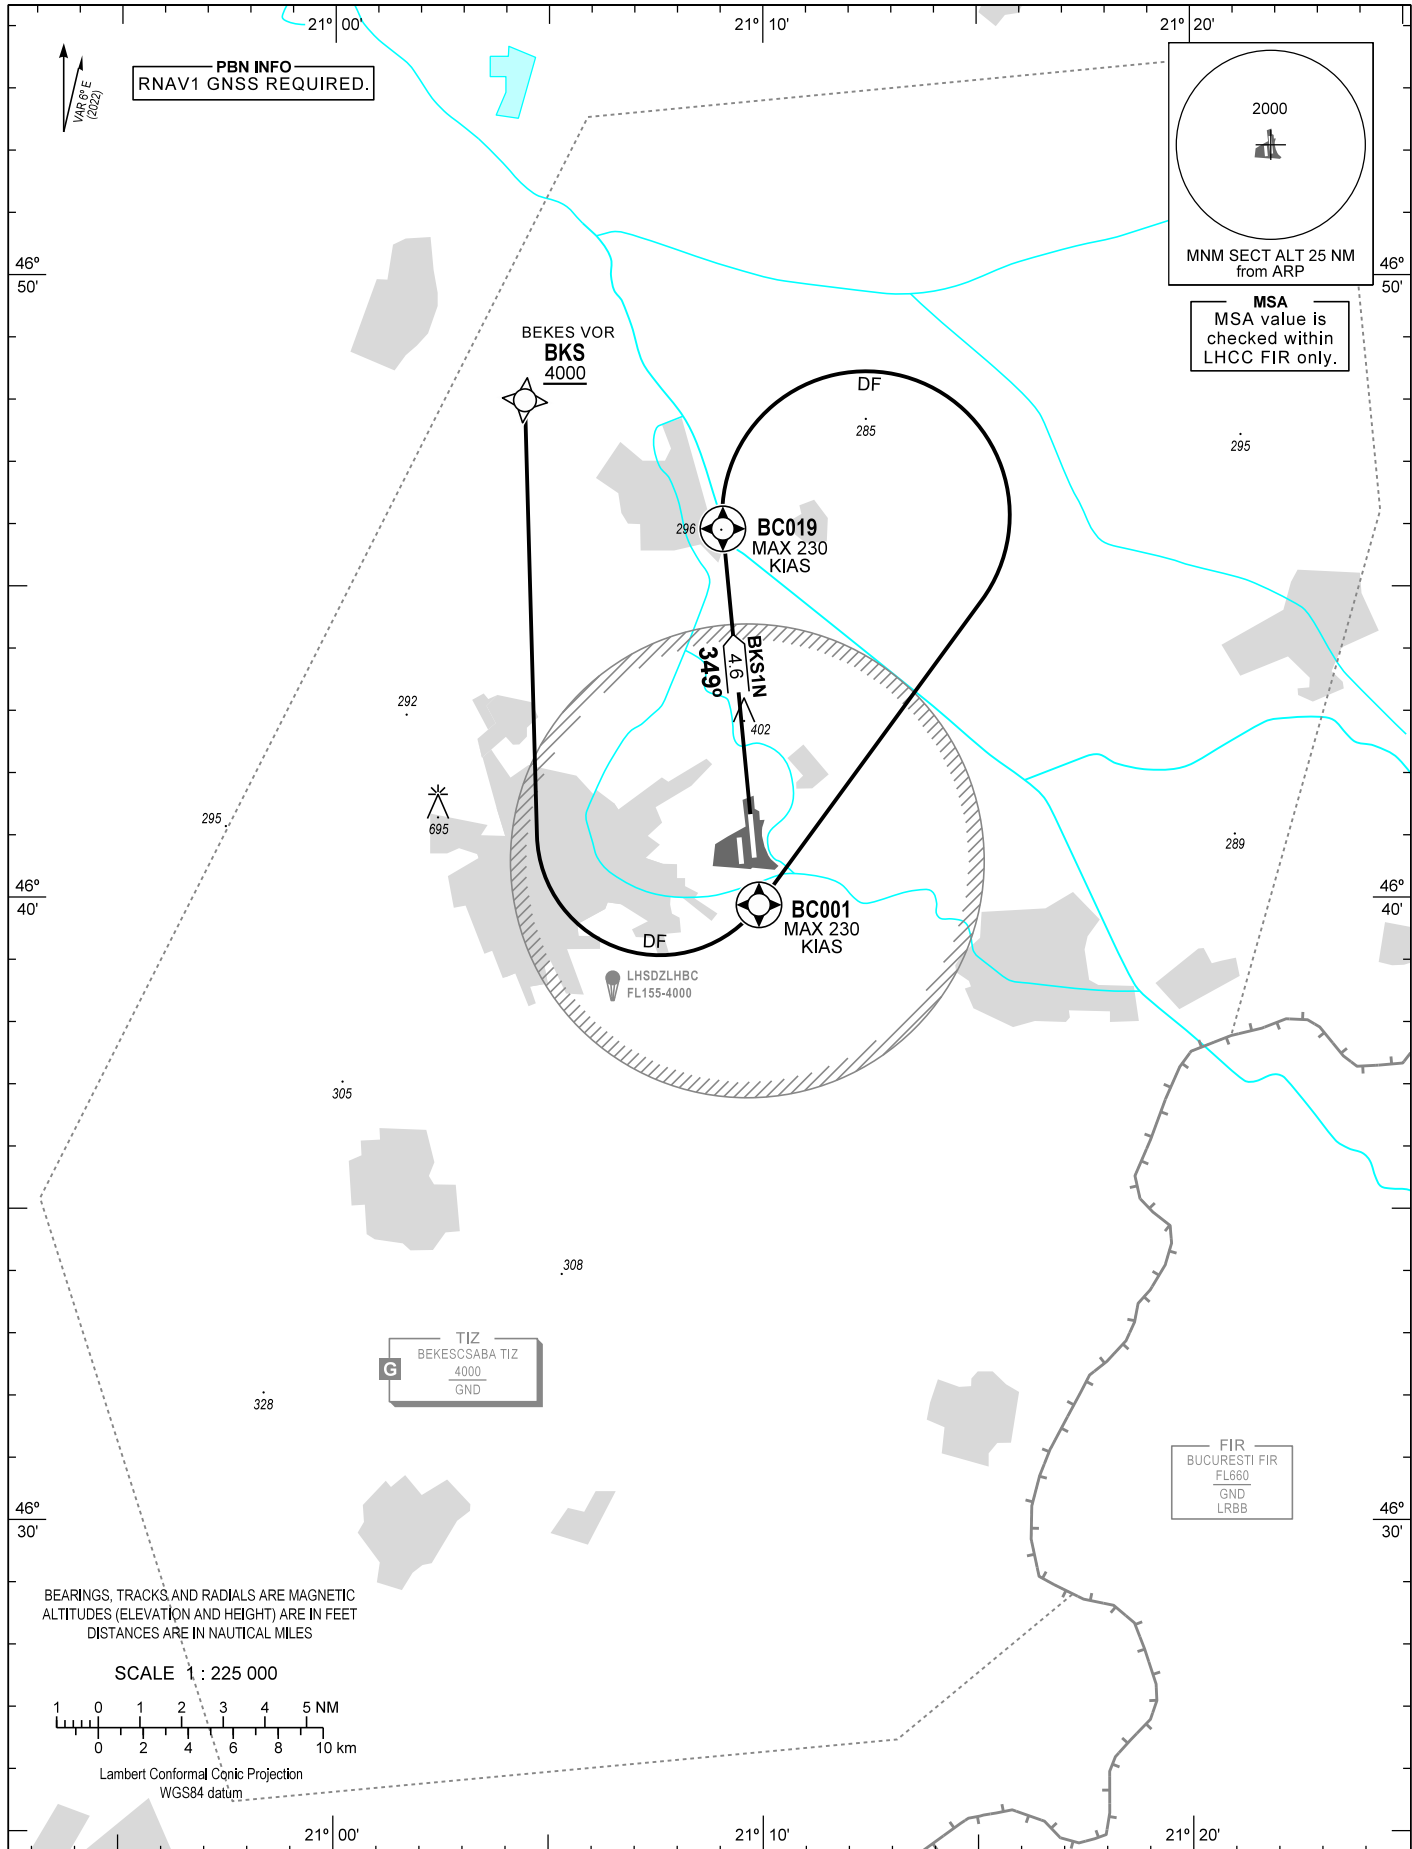 21° 00'
21° 10'
21° 20'
VAR 6° E
(2022)
PBN INFO
RNAV1 GNSS REQUIRED.
2000
MNM SECT ALT 25 NM
from ARP
46°
50'
46°
50'
MSA
MSA value is
checked within
LHCC FIR only.
BEKES VOR
BKS
4000
DF
285
295
296
BC019
MAX 230
KIAS
BKS1N
4.6
349°
292
402
295
695
289
46°
40'
46°
40'
BC001
MAX 230
KIAS
DF
LHSDZLHBC
FL155-4000
305
308
TIZ
BEKESCSABA TIZ
4000
GND
G
328
FIR
BUCURESTI FIR
FL660
GND
LRBB
46°
30'
46°
30'
BEARINGS, TRACKS AND RADIALS ARE MAGNETIC
ALTITUDES (ELEVATION AND HEIGHT) ARE IN FEET
DISTANCES ARE IN NAUTICAL MILES
SCALE 1 : 225 000
1 0 1 2 3 4 5 NM
0 2 4 6 8 10 km
Lambert Conformal Conic Projection
WGS84 datum
21° 00'
21° 10'
21° 20'